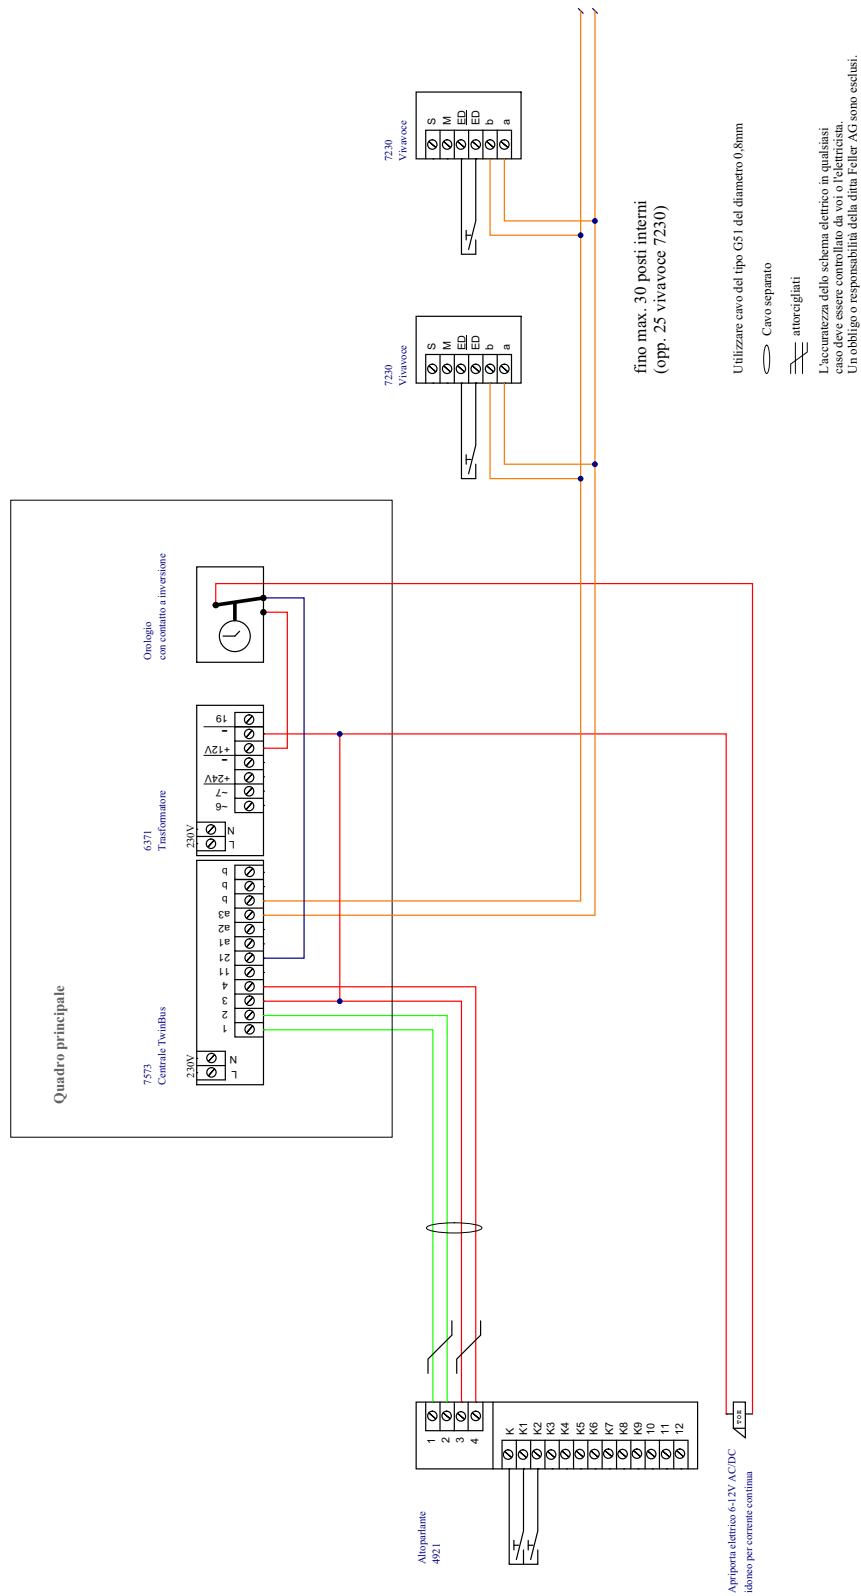 Quadro principale
7573
Centrale TwinBus
230V
L
N
1
2
3
4
11
21
a1
a2
a3
b
b
b
6371
Trasformatore
230V
L
N
~6
~7
+24V
-
+12V
-
19
Orologio
con contatto a inversione
7230
Vivavoce
S
M
ED
ED
b
a
7230
Vivavoce
S
M
ED
ED
b
a
Altoparlante
4921
1
2
3
4
K
K1
K2
K3
K4
K5
K6
K7
K8
K9
10
11
12
Apriporta elettrico 6-12V AC/DC
idoneo per corrente continua
TOE
fino max. 30 posti interni
(opp. 25 vivavoce 7230)
Utilizzare cavo del tipo G51 del diametro 0,8mm
Cavo separato
attorcigliati
L'accuratezza dello schema elettrico in qualsiasi
caso deve essere controllato da voi o l'elettricista.
Un obbligo o responsabilità della ditta Feller AG sono esclusi.